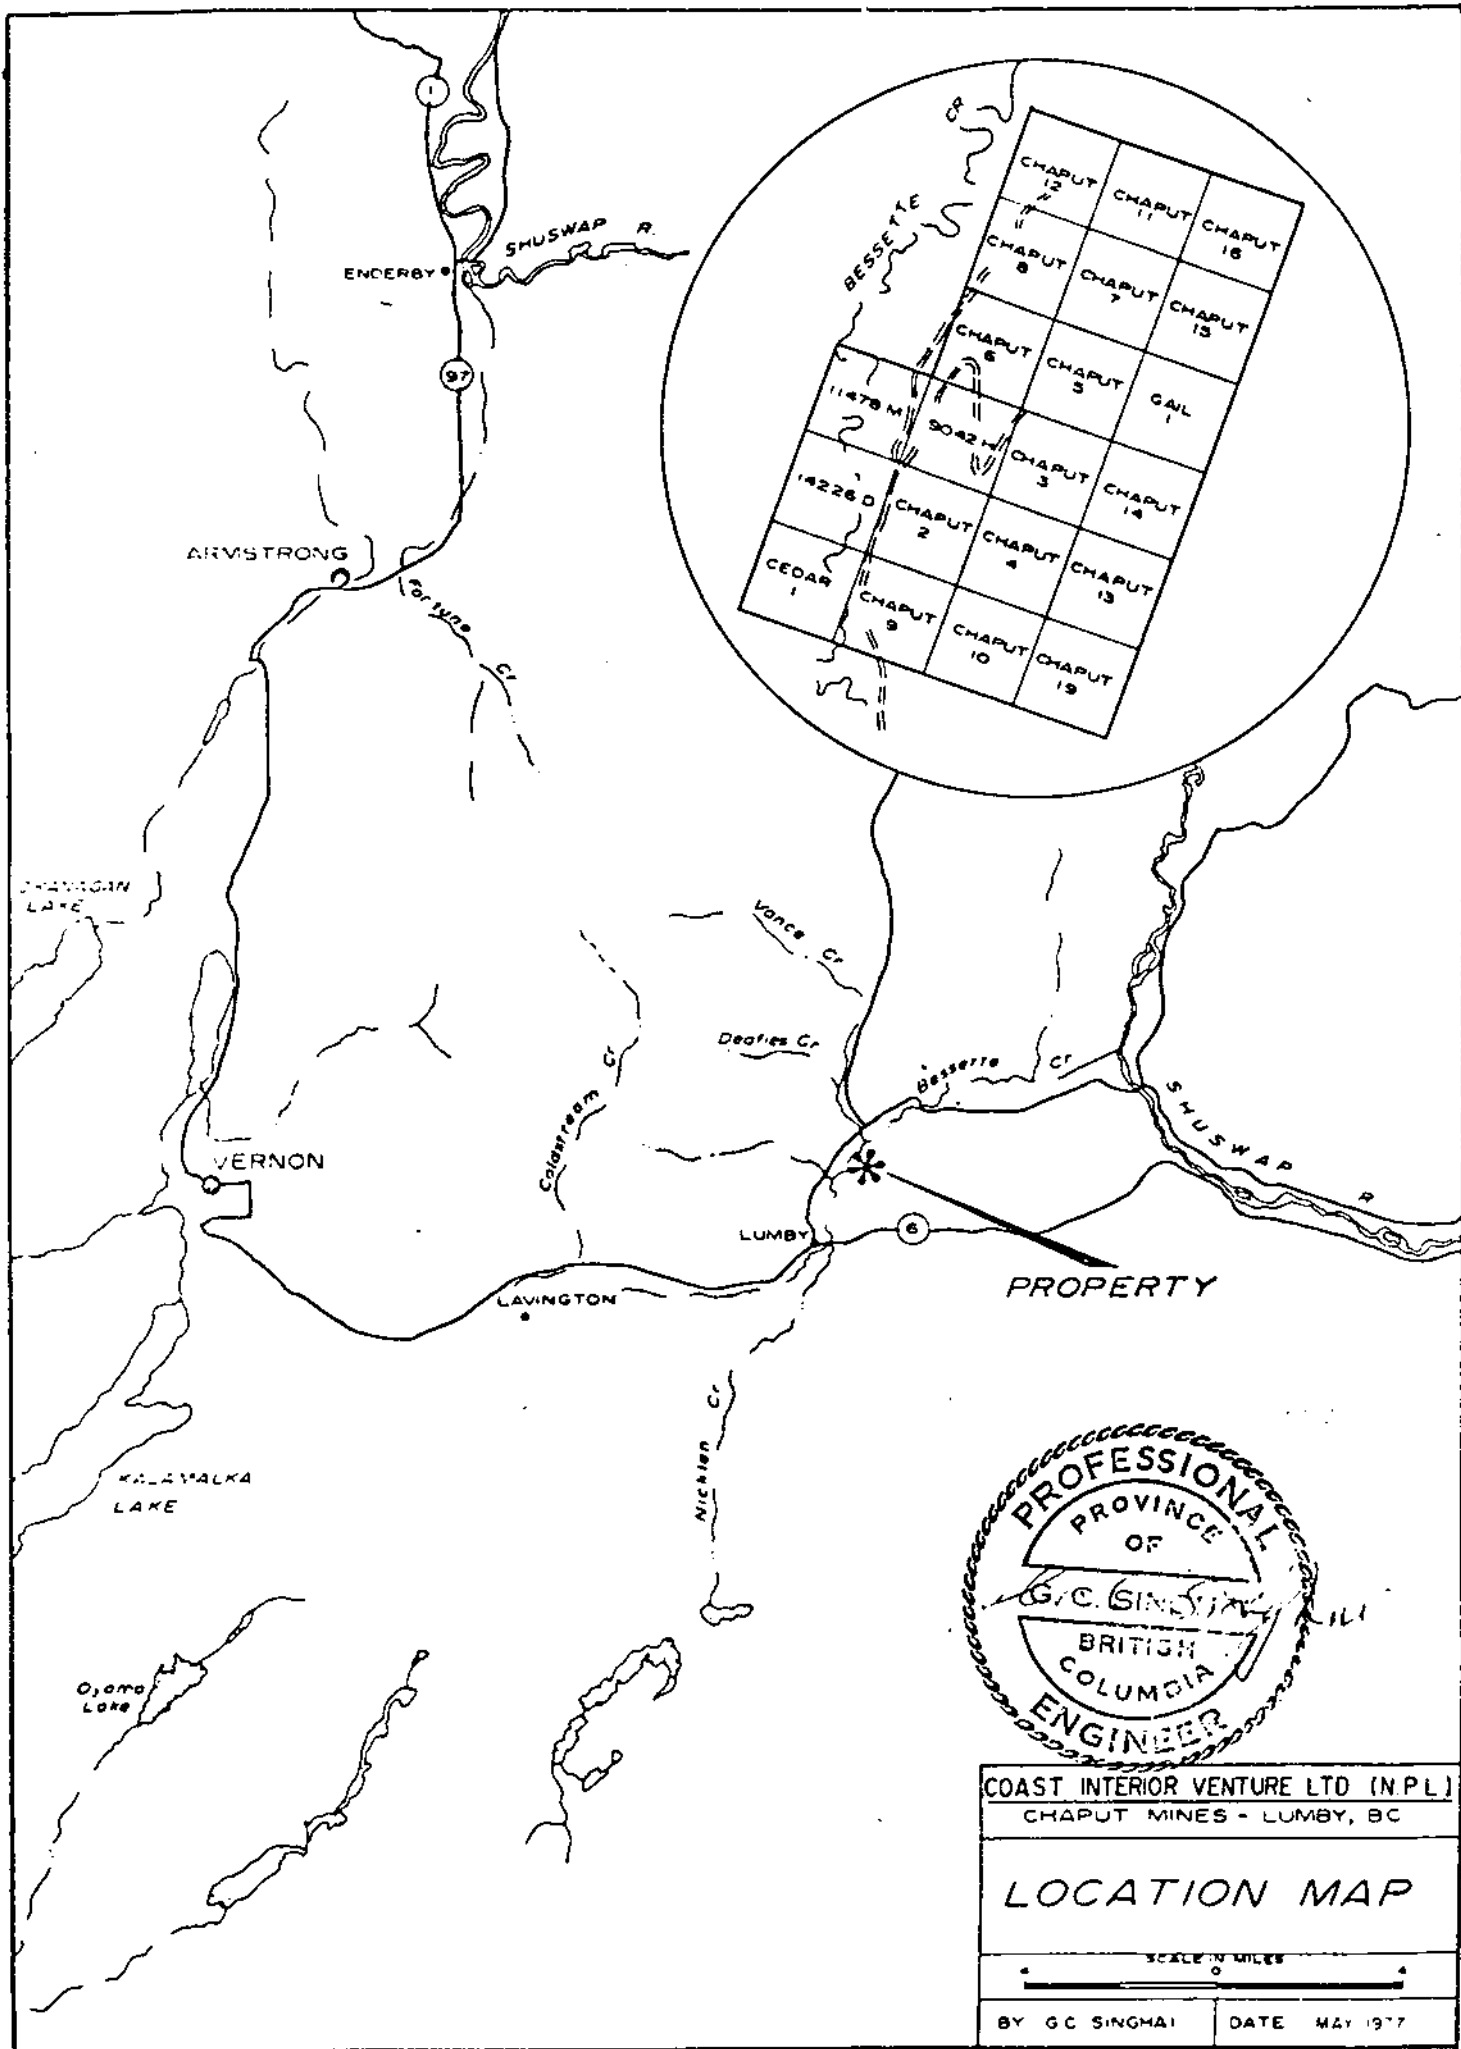 1
SHUSWAP R.
ENDERBY
97
ARMSTRONG
Fortune Cr
BESSETTE CR
CHAPUT 12
CHAPUT 11
CHAPUT 16
CHAPUT 8
CHAPUT 7
CHAPUT 15
CHAPUT 6
CHAPUT 5
GAIL 1
11478 M
9042 H
CHAPUT 3
CHAPUT 14
14226 D
CHAPUT 2
CHAPUT 4
CHAPUT 13
CEDAR 1
CHAPUT 9
CHAPUT 10
CHAPUT 19
LAKE
Vance Cr
Deafies Cr
Bessette Cr
Coldstream Cr
SHUSWAP R
VERNON
LUMBY
6
LAVINGTON
PROPERTY
Nicklen Cr
KALAMALKA
LAKE
Oyama
Lake
PROFESSIONAL
PROVINCE
OF
G.C.
BRITISH
COLUMBIA
ENGINEER
COAST INTERIOR VENTURE LTD (N.P.L)
CHAPUT MINES - LUMBY, BC
LOCATION MAP
SCALE IN MILES
4 0 4
BY G C SINGHAI
DATE MAY 1977